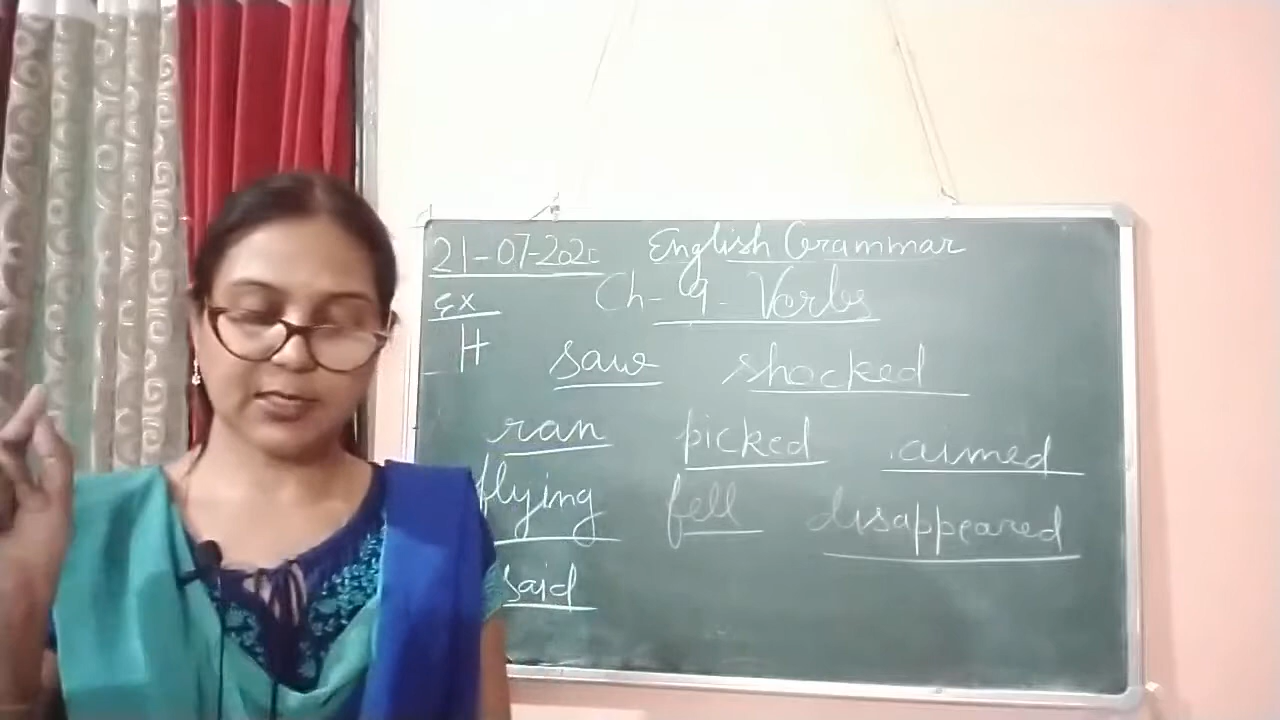 21-07-2020 English Grammar
Ex Ch-9- Verbs
H saw shocked
ran picked aimed
flying fell disappeared
said